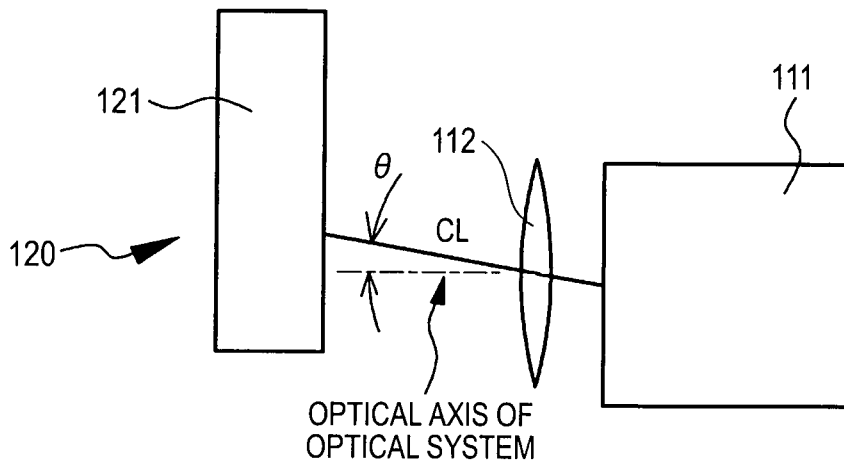 121
111
112
θ
CL
120
OPTICAL AXIS OF
OPTICAL SYSTEM